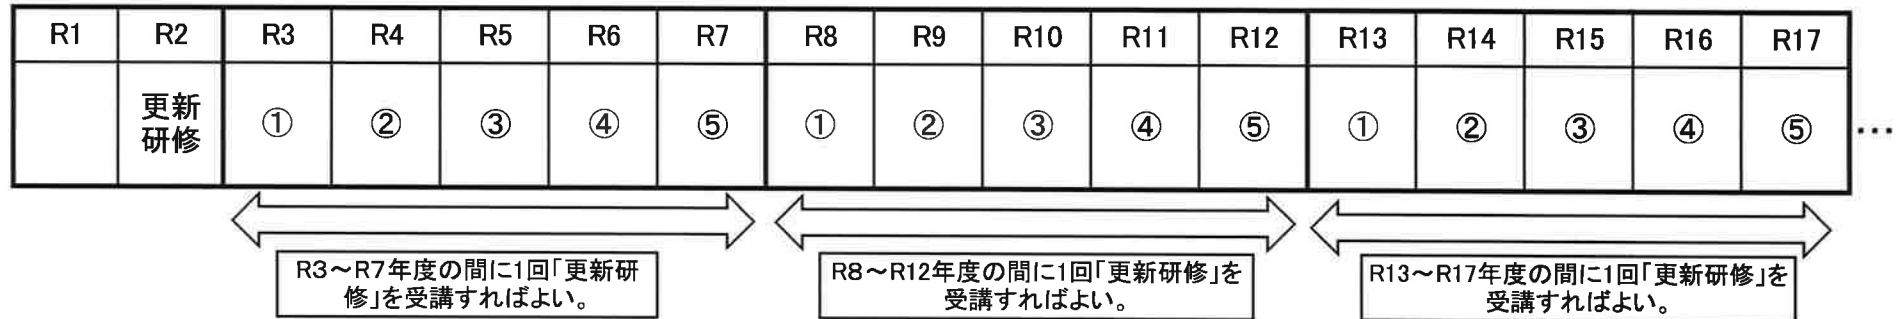 R1 R2 R3 R4 R5 R6 R7 R8 R9 R10 R11 R12 R13 R14 R15 R16 R17
更新
研修 ① ② ③ ④ ⑤ ① ② ③ ④ ⑤ ① ② ③ ④ ⑤ …
R3～R7年度の間に1回「更新研
修」を受講すればよい。
R8～R12年度の間に1回「更新研修」を
受講すればよい。
R13～R17年度の間に1回「更新研修」を
受講すればよい。